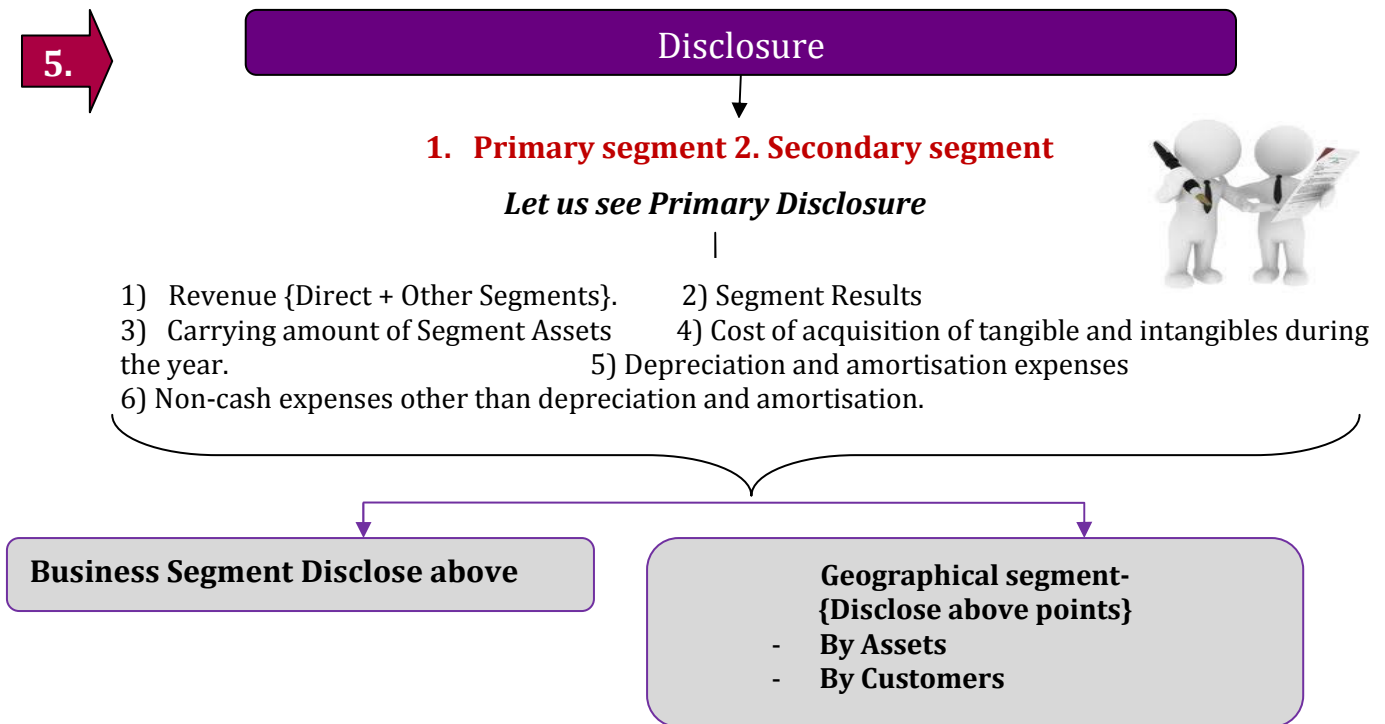 5.
Disclosure
1. Primary segment 2. Secondary segment
Let us see Primary Disclosure
1) Revenue {Direct + Other Segments}. 2) Segment Results
3) Carrying amount of Segment Assets 4) Cost of acquisition of tangible and intangibles during
the year. 5) Depreciation and amortisation expenses
6) Non-cash expenses other than depreciation and amortisation.
Business Segment Disclose above
Geographical segment-
{Disclose above points}
- By Assets
- By Customers